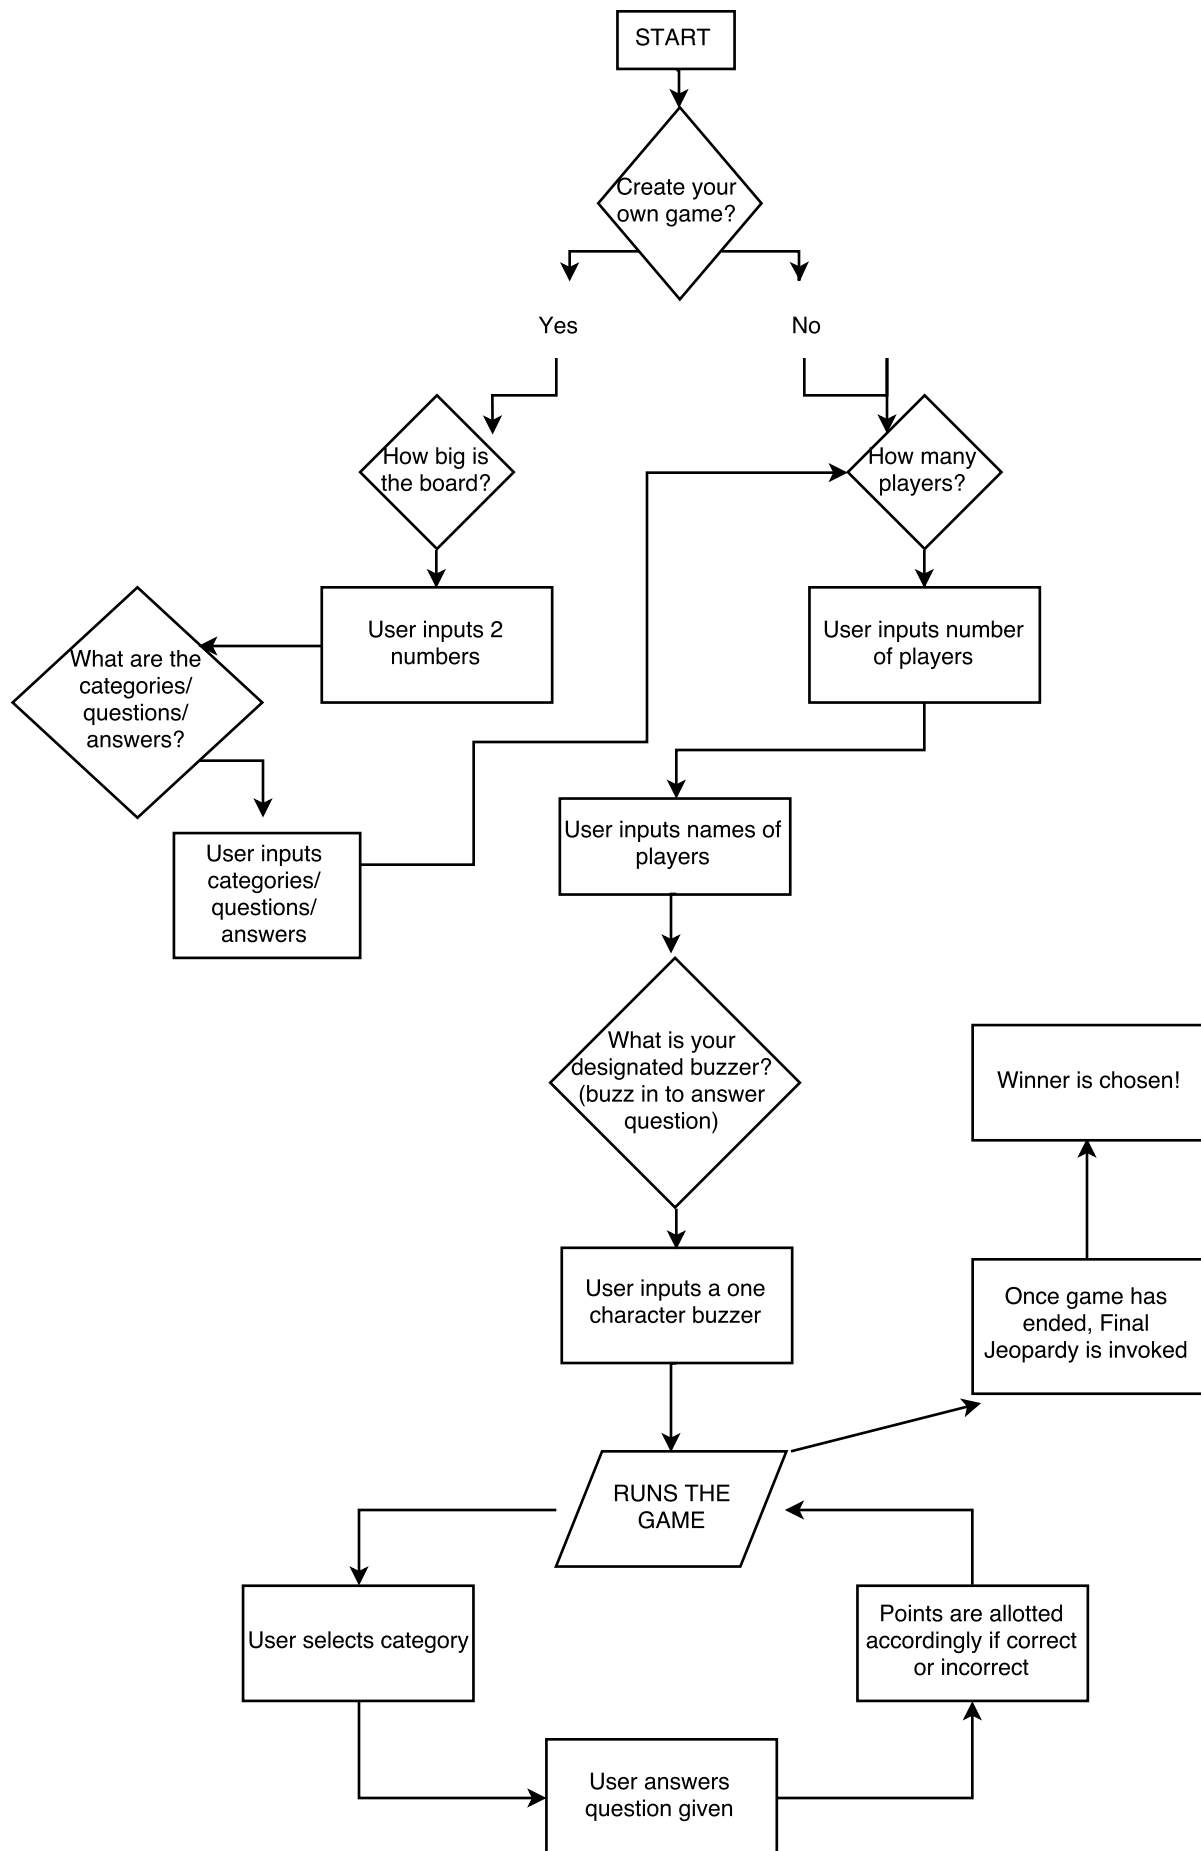 START
Create your
own game?
Yes
No
How big is
the board?
How many
players?
User inputs 2
numbers
User inputs number
of players
What are the
categories/
questions/
answers?
User inputs names of
players
User inputs
categories/
questions/
answers
What is your
designated buzzer?
(buzz in to answer
question)
Winner is chosen!
User inputs a one
character buzzer
Once game has
ended, Final
Jeopardy is invoked
RUNS THE
GAME
User selects category
Points are allotted
accordingly if correct
or incorrect
User answers
question given